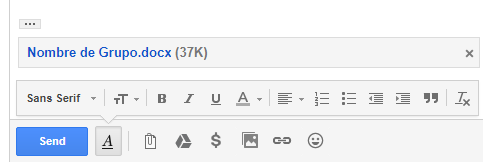 Nombre de Grupo.docx (37K)
Sans Serif
B I U A
Send A $